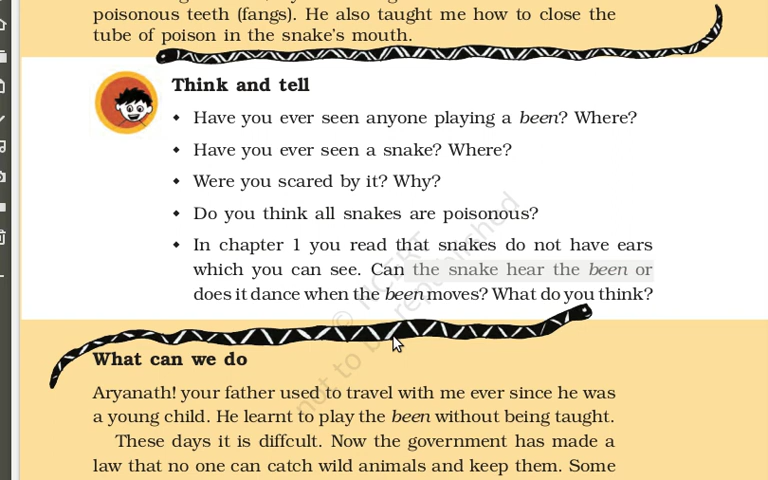 poisonous teeth (fangs). He also taught me how to close the
tube of poison in the snake's mouth.
Think and tell
Have you ever seen anyone playing a been? Where?
Have you ever seen a snake? Where?
Were you scared by it? Why?
Do you think all snakes are poisonous?
In chapter 1 you read that snakes do not have ears
which you can see. Can the snake hear the been or
does it dance when the been moves? What do you think?
© NCERT
not to be republished
What can we do
Aryanath! your father used to travel with me ever since he was
a young child. He learnt to play the been without being taught.
These days it is diffcult. Now the government has made a
law that no one can catch wild animals and keep them. Some